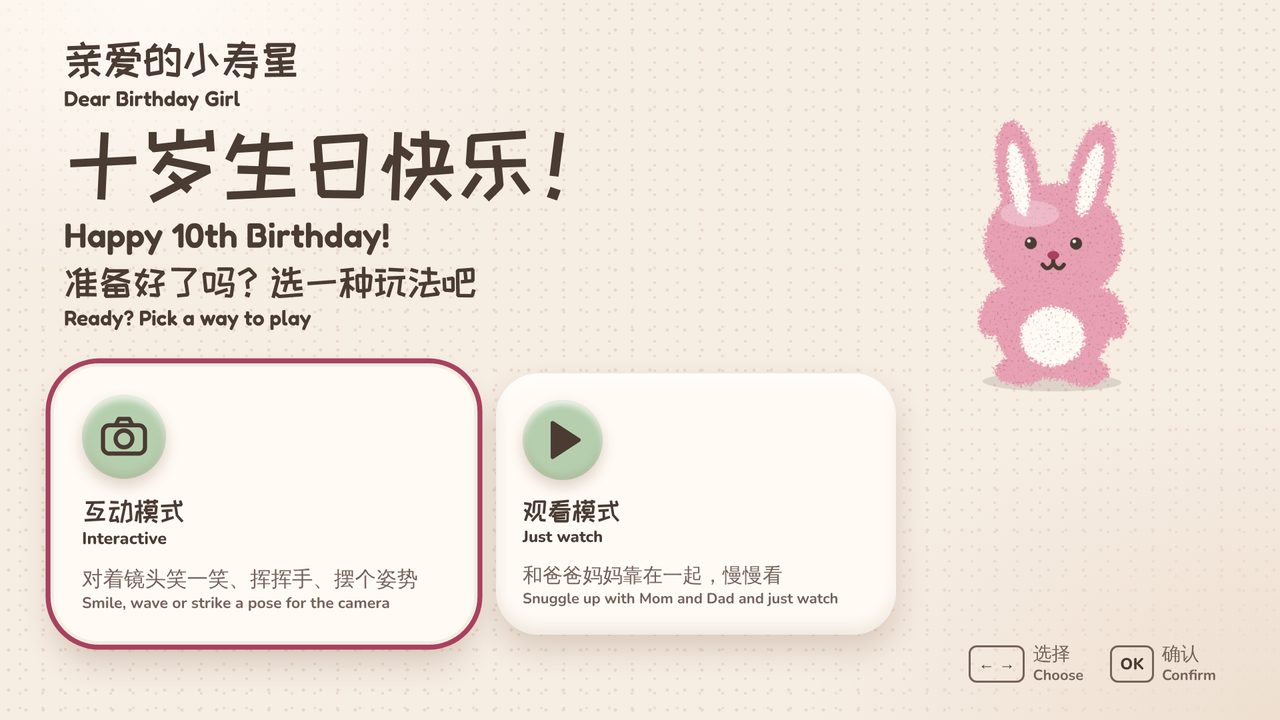 亲爱的小寿星
Dear Birthday Girl
十岁生日快乐！
Happy 10th Birthday!
准备好了吗？选一种玩法吧
Ready? Pick a way to play
互动模式
Interactive
对着镜头笑一笑、挥挥手、摆个姿势
Smile, wave or strike a pose for the camera
观看模式
Just watch
和爸爸妈妈靠在一起，慢慢看
Snuggle up with Mom and Dad and just watch
← → 选择
Choose
OK 确认
Confirm